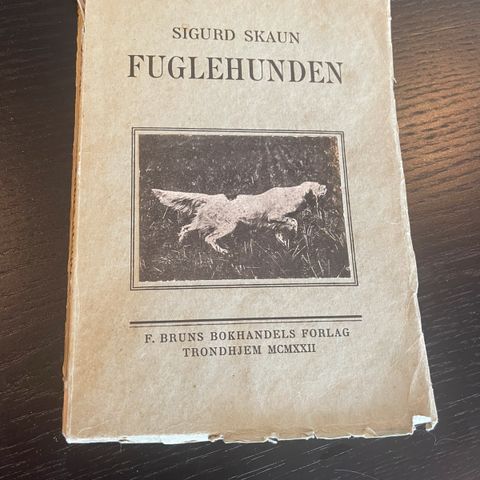 SIGURD SKAUN
FUGLEHUNDEN
F. BRUNS BOKHANDELS FORLAG
TRONDHJEM MCMXXII